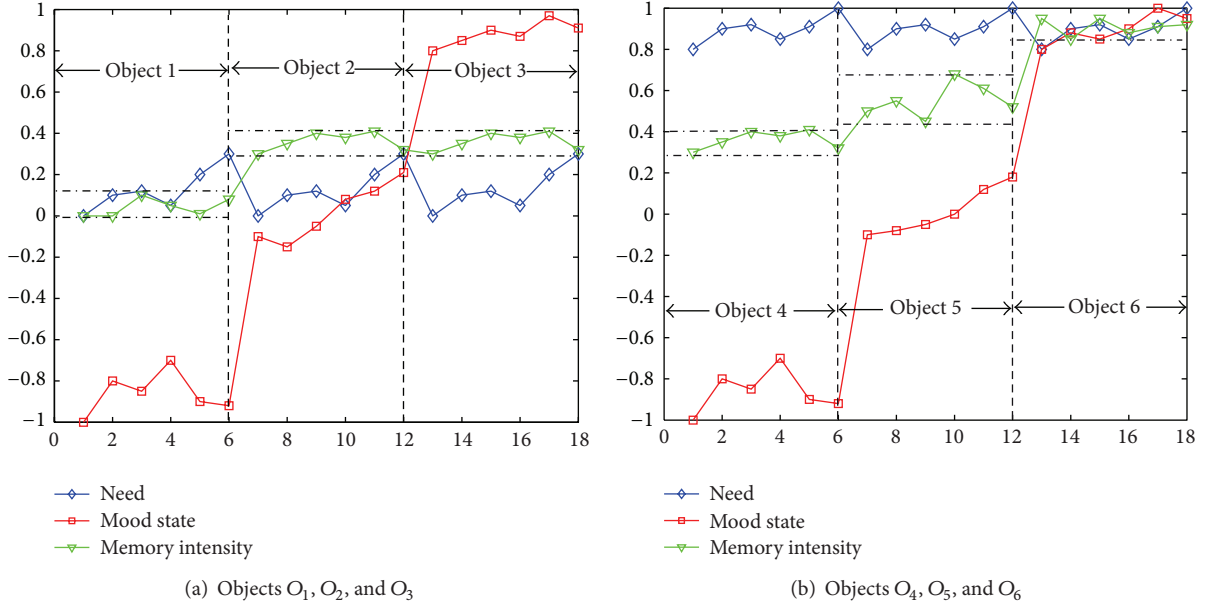 1
0.8
0.6
0.4
0.2
0
−0.2
−0.4
−0.6
−0.8
−1
Object 1
Object 2
Object 3
0 2 4 6 8 10 12 14 16 18
Need
Mood state
Memory intensity
(a) Objects O1, O2, and O3
1
0.8
0.6
0.4
0.2
0
−0.2
−0.4
−0.6
−0.8
−1
Object 4
Object 5
Object 6
0 2 4 6 8 10 12 14 16 18
Need
Mood state
Memory intensity
(b) Objects O4, O5, and O6